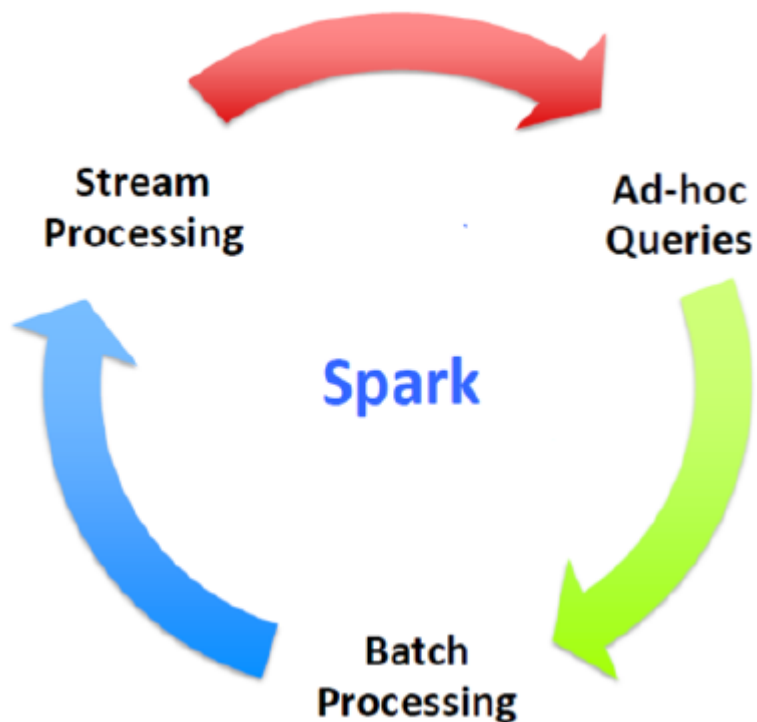 Stream
Processing
Ad-hoc
Queries
Spark
Batch
Processing